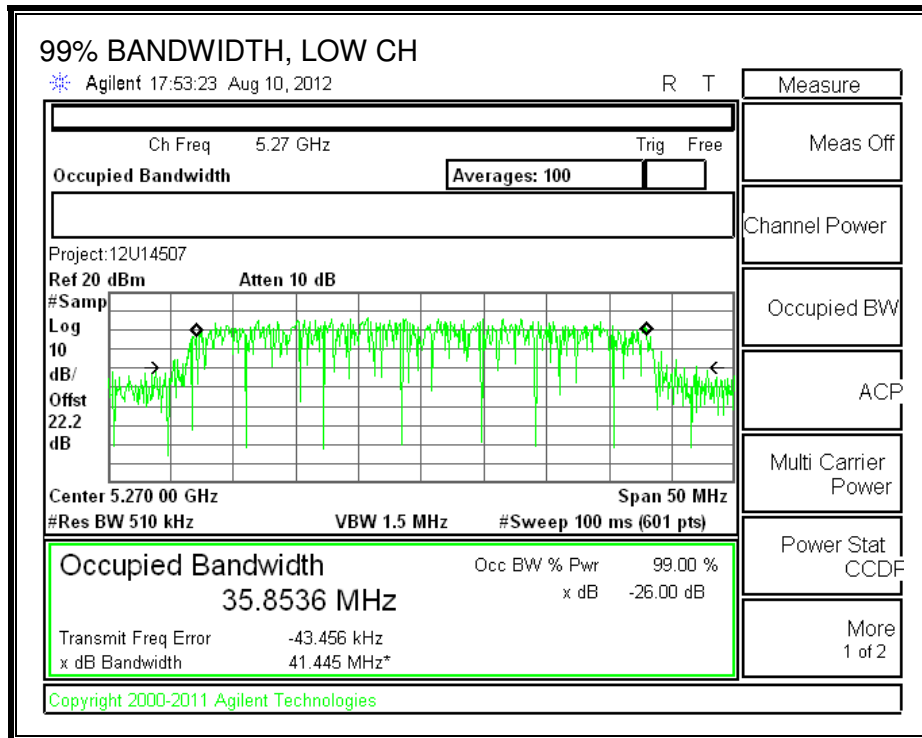 99% BANDWIDTH, LOW CH
Agilent 17:53:23 Aug 10, 2012 R T
Measure
Ch Freq 5.27 GHz Trig Free
Meas Off
Occupied Bandwidth Averages: 100
Channel Power
Project:12U14507
Ref 20 dBm Atten 10 dB
#Samp
Occupied BW
Log
10
dB/
ACP
Offst
22.2
dB
Multi Carrier
Power
Center 5.270 00 GHz Span 50 MHz
#Res BW 510 kHz VBW 1.5 MHz #Sweep 100 ms (601 pts)
Power Stat
CCDF
Occupied Bandwidth Occ BW % Pwr 99.00 %
35.8536 MHz x dB -26.00 dB
Transmit Freq Error -43.456 kHz
x dB Bandwidth 41.445 MHz*
More
1 of 2
Copyright 2000-2011 Agilent Technologies